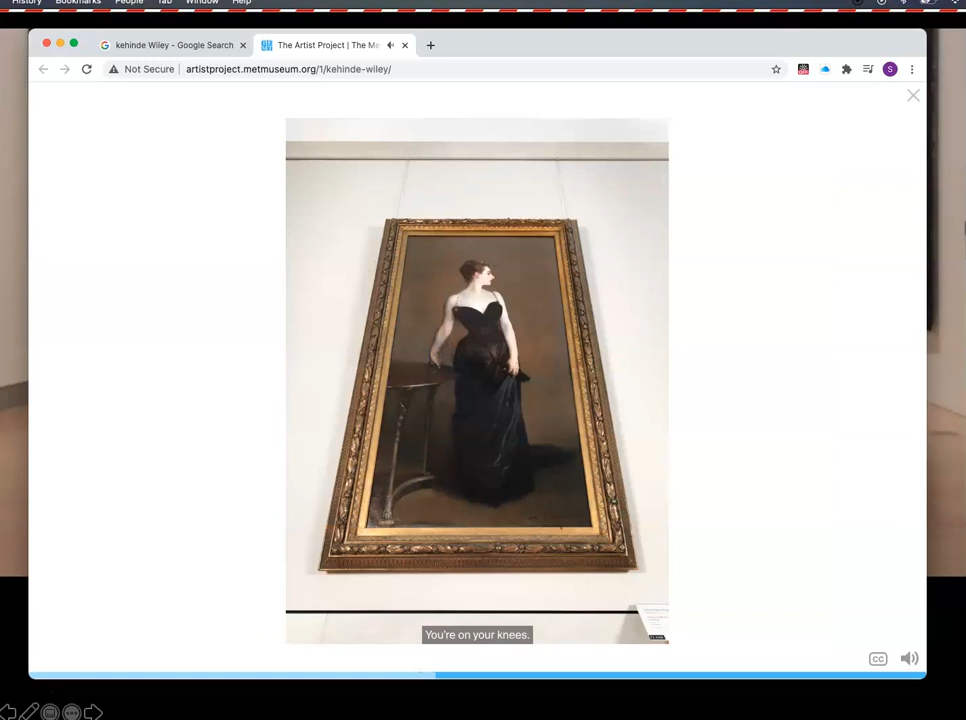 History Bookmarks People Tab Window Help
kehinde Wiley - Google Search
The Artist Project | The Me
Not Secure
artistproject.metmuseum.org/1/kehinde-wiley/
S
You're on your knees.
CC